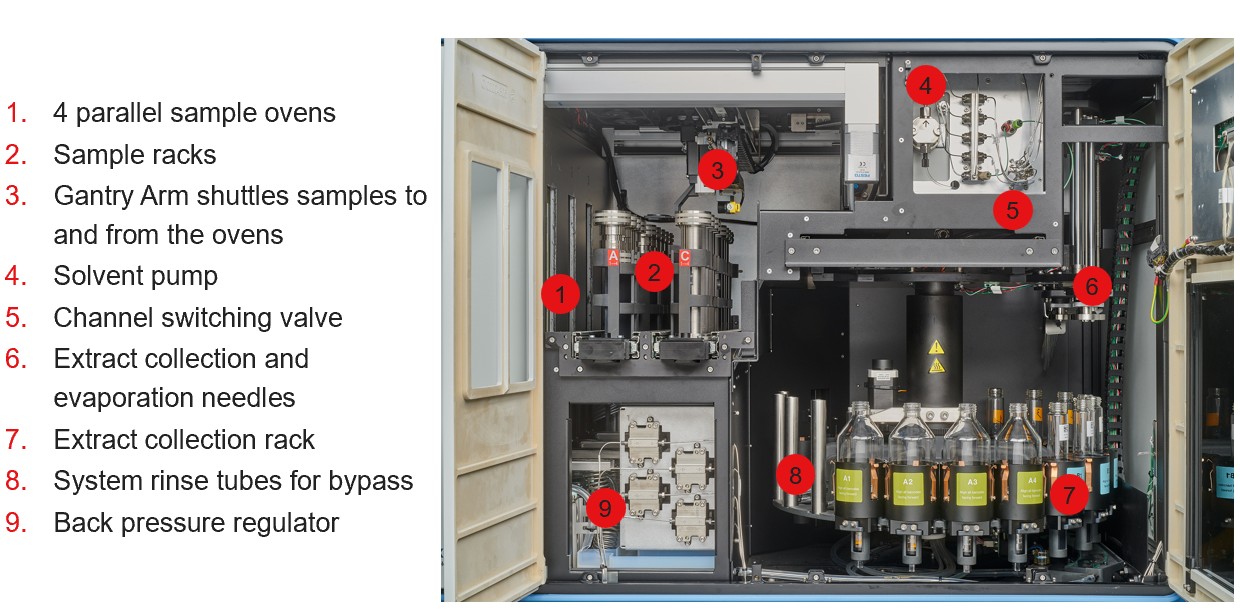 1. 4 parallel sample ovens
2. Sample racks
3. Gantry Arm shuttles samples to
and from the ovens
4. Solvent pump
5. Channel switching valve
6. Extract collection and
evaporation needles
7. Extract collection rack
8. System rinse tubes for bypass
9. Back pressure regulator
4
3
5
A
C
2
1
6
8
A1
A2
A3
A4
7
9